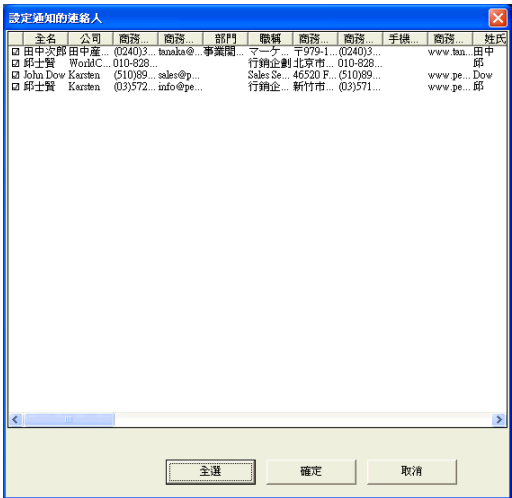 設定通知的連絡人
全名 公司 商務... 商務... 部門 職稱 商務... 商務... 手機... 商務... 姓氏
田中次郎 田中産... (0240)3... tanaka@... 事業開... マーケ... 〒979-1... (0240)3... www.tan... 田中
邱士賢 WorldC... 010-828... 行銷企劃 北京市... 010-828... 邱
John Dow Karsten (510)89... sales@p... Sales Se... 46520 F... (510)89... www.pe... Dow
邱士賢 Karsten (03)572... info@pe... 行銷企... 新竹市... (03)571... www.pe... 邱
全選 確定 取消